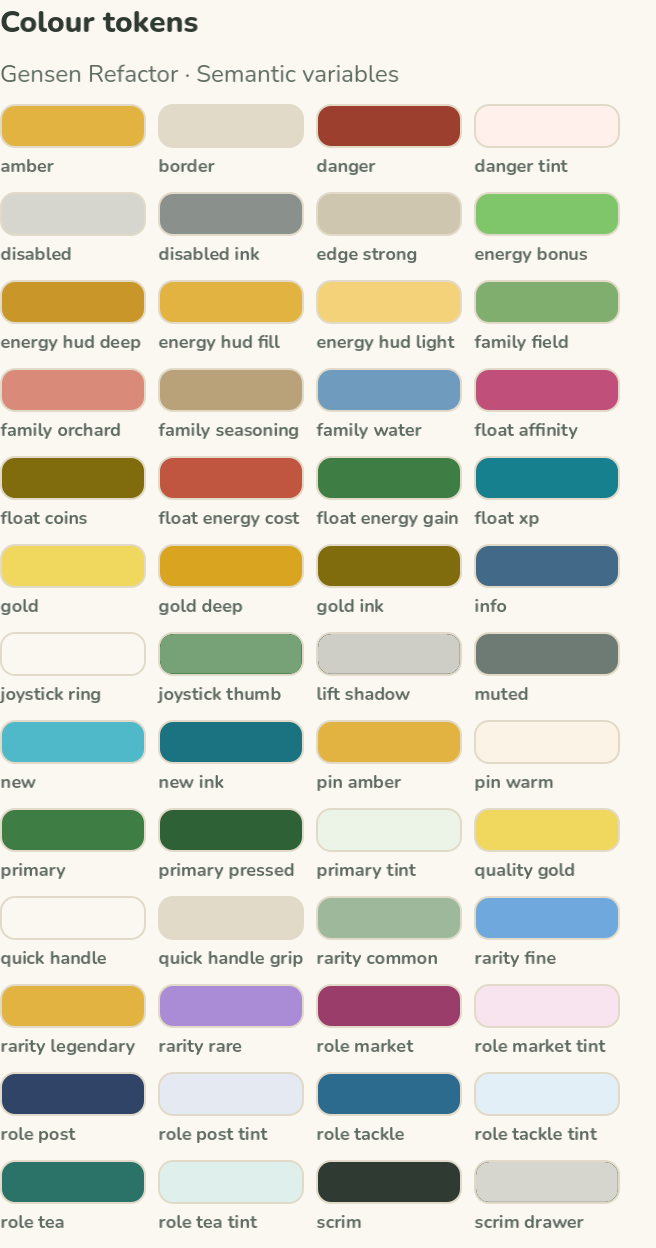 Colour tokens
Gensen Refactor · Semantic variables
amber border danger danger tint
disabled disabled ink edge strong energy bonus
energy hud deep energy hud fill energy hud light family field
family orchard family seasoning family water float affinity
float coins float energy cost float energy gain float xp
gold gold deep gold ink info
joystick ring joystick thumb lift shadow muted
new new ink pin amber pin warm
primary primary pressed primary tint quality gold
quick handle quick handle grip rarity common rarity fine
rarity legendary rarity rare role market role market tint
role post role post tint role tackle role tackle tint
role tea role tea tint scrim scrim drawer